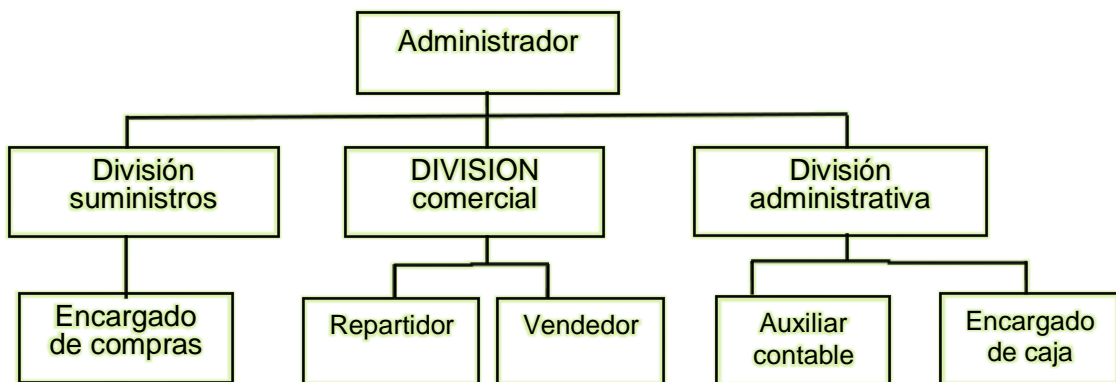 Administrador
División
suministros
DIVISION
comercial
División
administrativa
Encargado
de compras
Repartidor
Vendedor
Auxiliar
contable
Encargado
de caja